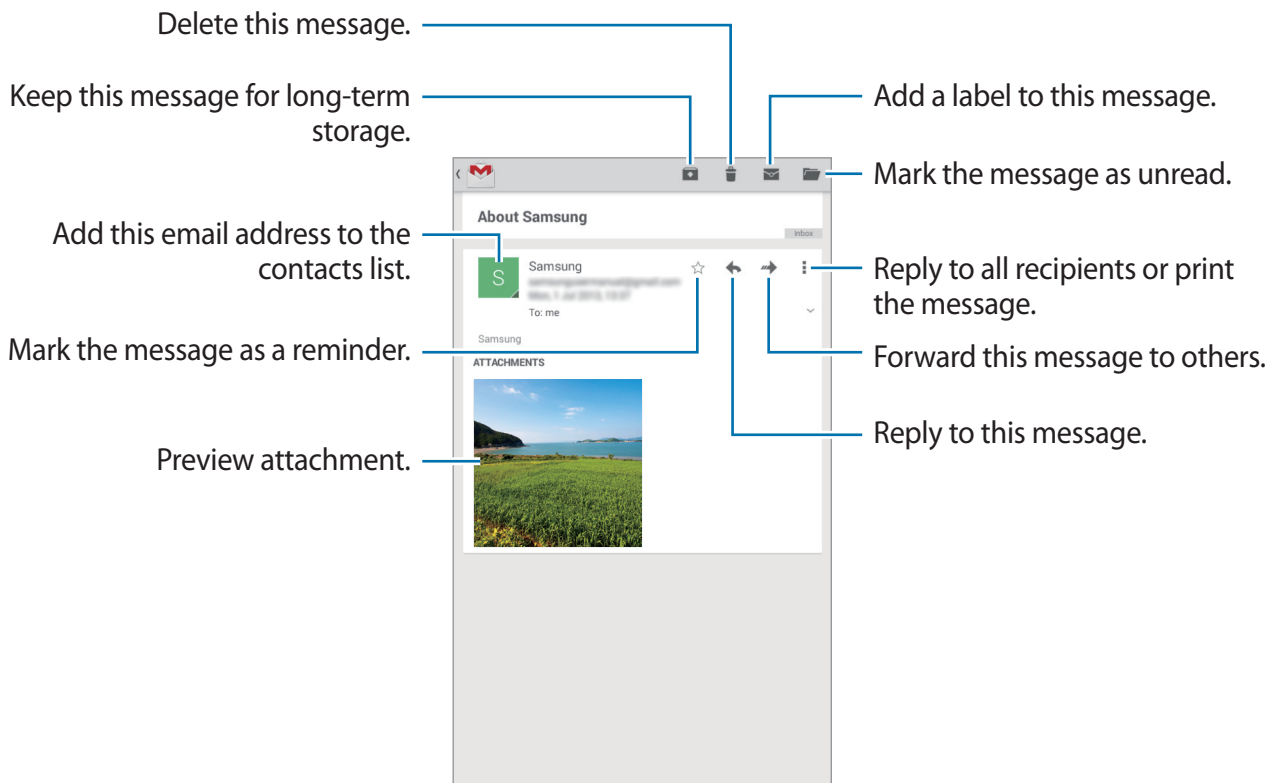 Delete this message.
Keep this message for long-term
storage.
Add a label to this message.
Mark the message as unread.
About Samsung
Inbox
Add this email address to the
contacts list.
S
Samsung
To: me
Reply to all recipients or print
the message.
Samsung
Mark the message as a reminder.
Forward this message to others.
ATTACHMENTS
Reply to this message.
Preview attachment.